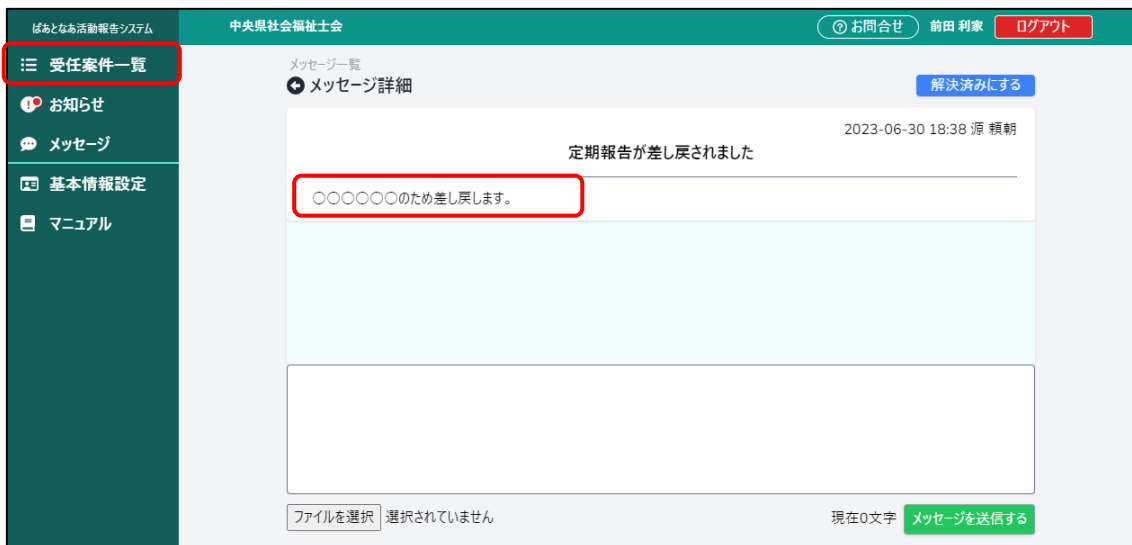 ぱあとなあ活動報告システム
中央県社会福祉士会
お問合せ
前田 利家
ログアウト
受任案件一覧
お知らせ
メッセージ
基本情報設定
マニュアル
メッセージ一覧
メッセージ詳細
解決済みにする
2023-06-30 18:38 源 頼朝
定期報告が差し戻されました
○○○○○○のため差し戻します。
ファイルを選択 選択されていません
現在0文字
メッセージを送信する